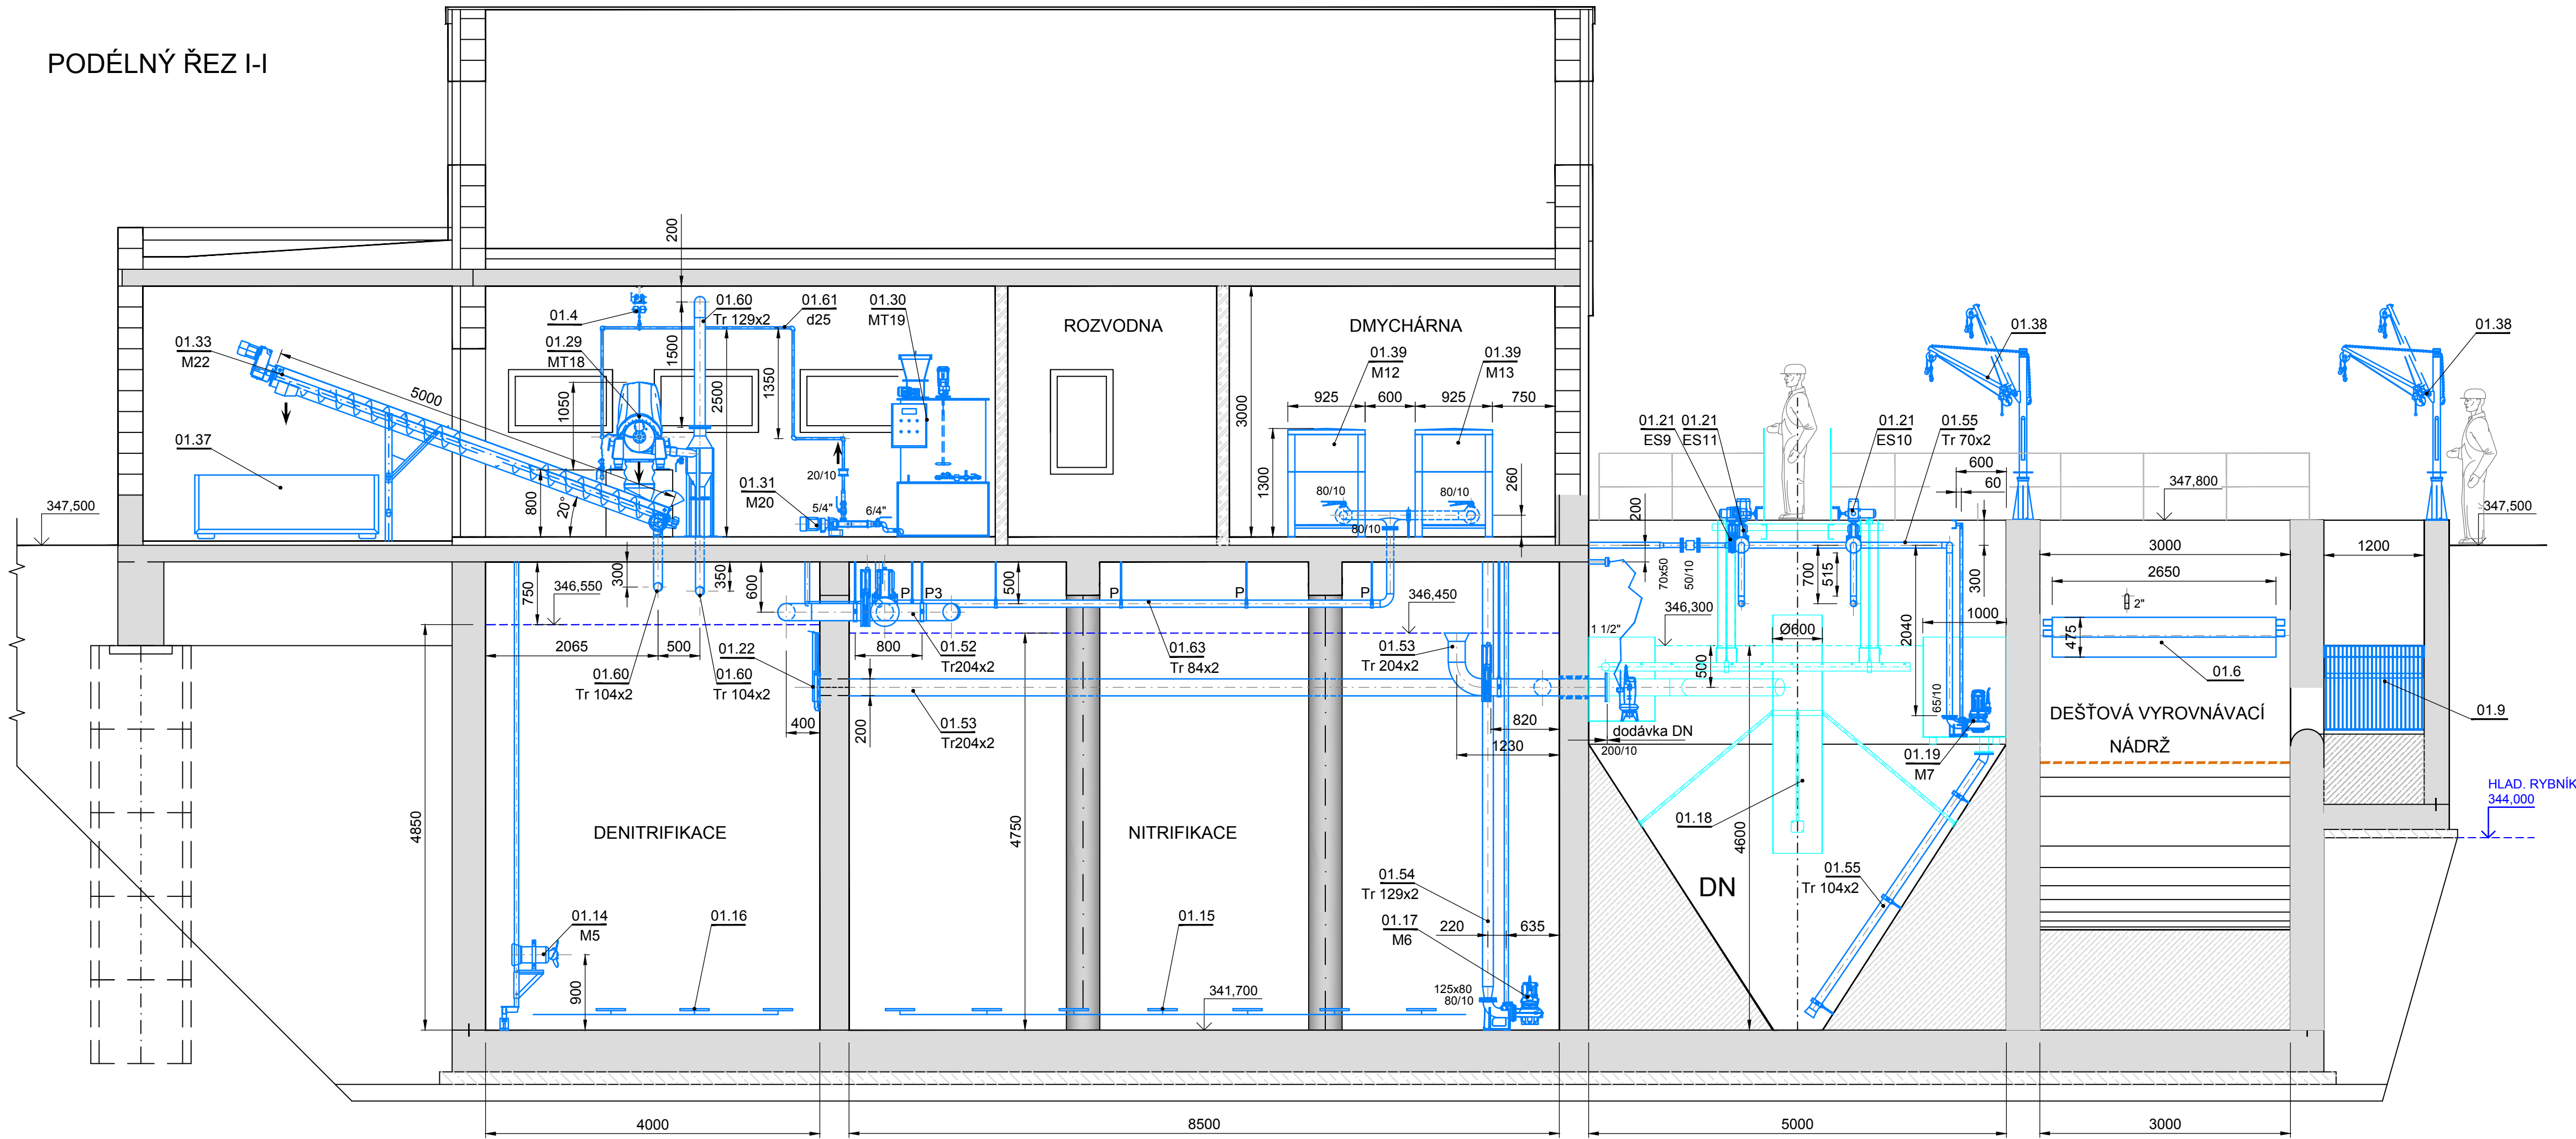 PODÉLNÝ ŘEZ I-I
200
01.4
01.60
Tr 129x2
01.61
d25
01.30
MT19
ROZVODNA
DMYCHÁRNA
01.33
M22
01.29
MT18
5000
1050
1500
2500
1350
3000
01.39
M12
01.39
M13
925
600
925
750
01.38
01.38
01.37
800
20°
20/10
01.31
M20
5/4"
6/4"
1300
80/10
80/10
80/10
260
01.21
ES9
01.21
ES11
01.21
ES10
01.55
Tr 70x2
600
60
200
347,800
347,500
347,500
3000
1200
2650
2"
475
01.6
01.9
750
346,550
300
350
600
P
P3
500
P
P
P
346,450
70x50
50/10
700
515
300
2040
1000
346,300
1 1/2"
Ø600
500
2065
500
01.22
800
01.52
Tr204x2
01.63
Tr 84x2
01.53
Tr 204x2
01.60
Tr 104x2
01.60
Tr 104x2
400
200
01.53
Tr204x2
820
1230
dodávka DN
200/10
65/10
01.19
M7
DEŠŤOVÁ VYROVNÁVACÍ
NÁDRŽ
HLAD. RYBNÍK
344,000
4850
DENITRIFIKACE
4750
NITRIFIKACE
01.18
4600
DN
01.55
Tr 104x2
01.54
Tr 129x2
01.14
M5
01.16
01.15
01.17
M6
220
635
900
341,700
125x80
80/10
4000
8500
5000
3000